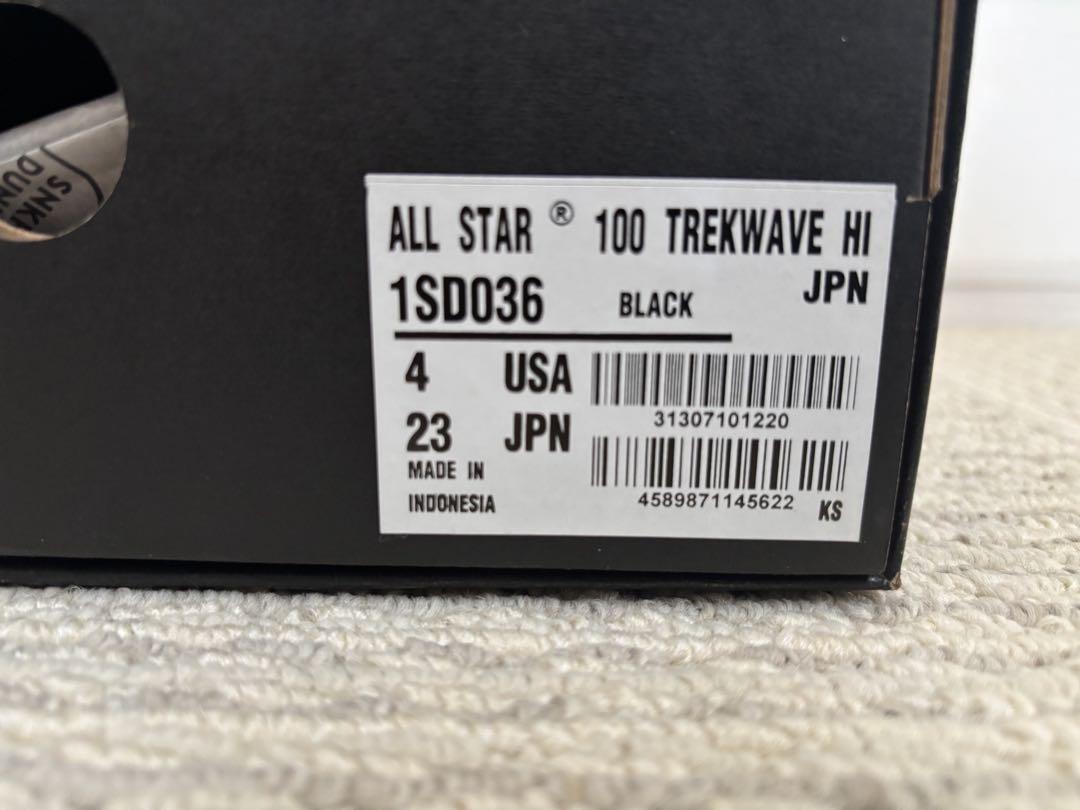 ALL STAR ® 100 TREKWAVE HI
JPN
1SD036 BLACK
4 USA
31307101220
23 JPN
MADE IN
INDONESIA
4589871145622 KS